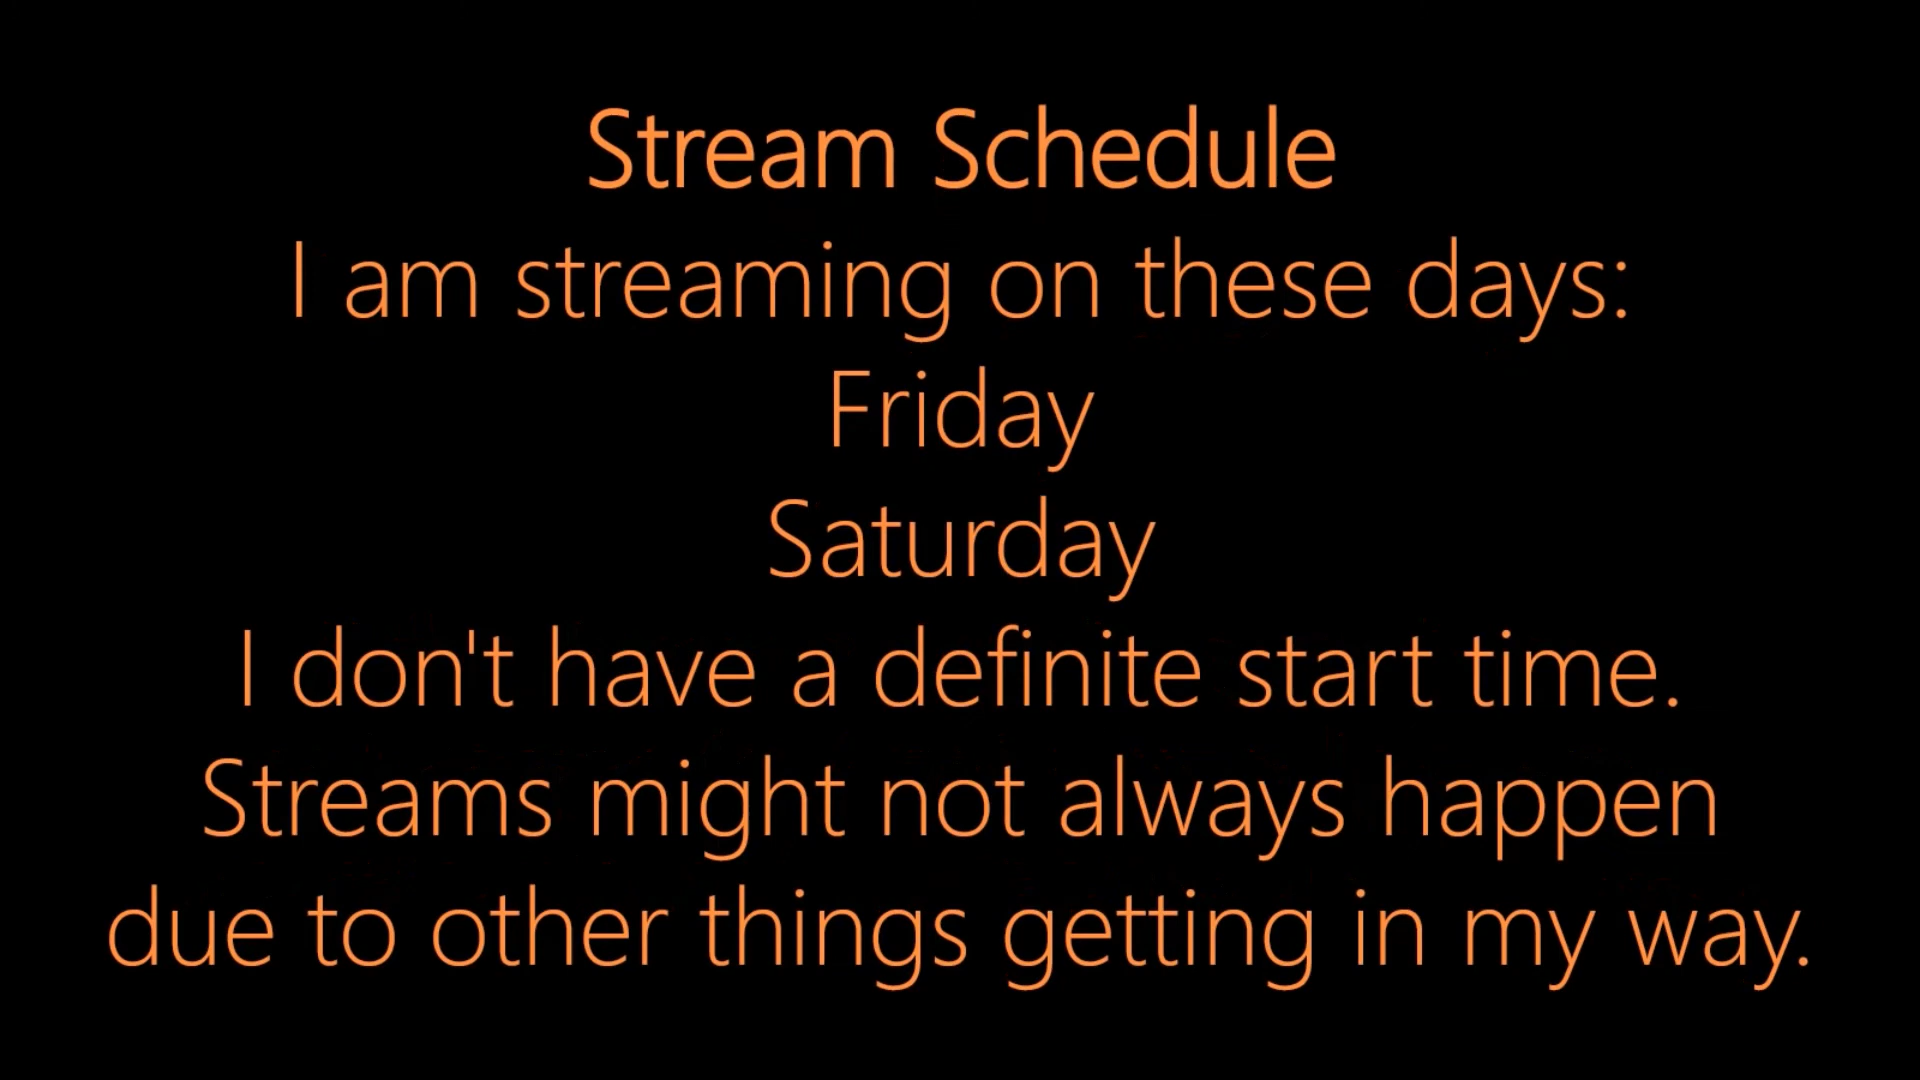 Stream Schedule
I am streaming on these days:
Friday
Saturday
I don't have a definite start time.
Streams might not always happen
due to other things getting in my way.